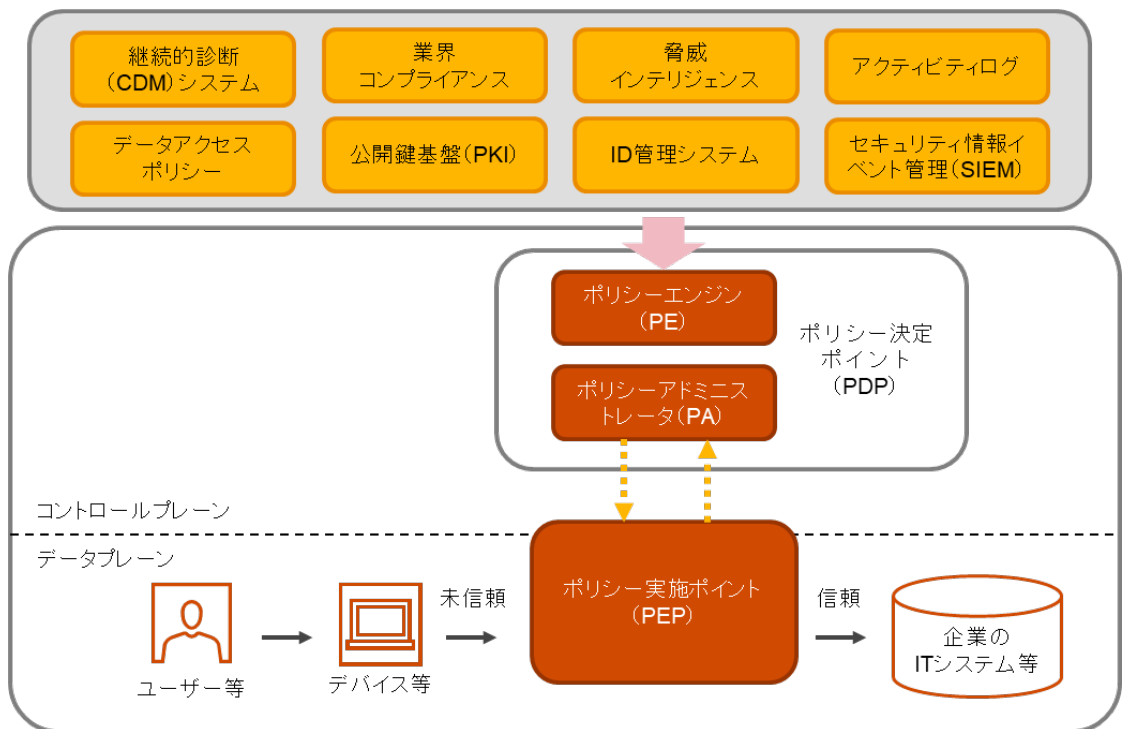 継続的診断
(CDM)システム
業界
コンプライアンス
脅威
インテリジェンス
アクティビティログ
データアクセス
ポリシー
公開鍵基盤(PKI)
ID管理システム
セキュリティ情報イ
ベント管理(SIEM)
ポリシーエンジン
(PE)
ポリシーアドミニス
トレータ(PA)
ポリシー決定
ポイント
(PDP)
コントロールプレーン
データプレーン
ユーザー等
デバイス等
未信頼
ポリシー実施ポイント
(PEP)
信頼
企業の
ITシステム等